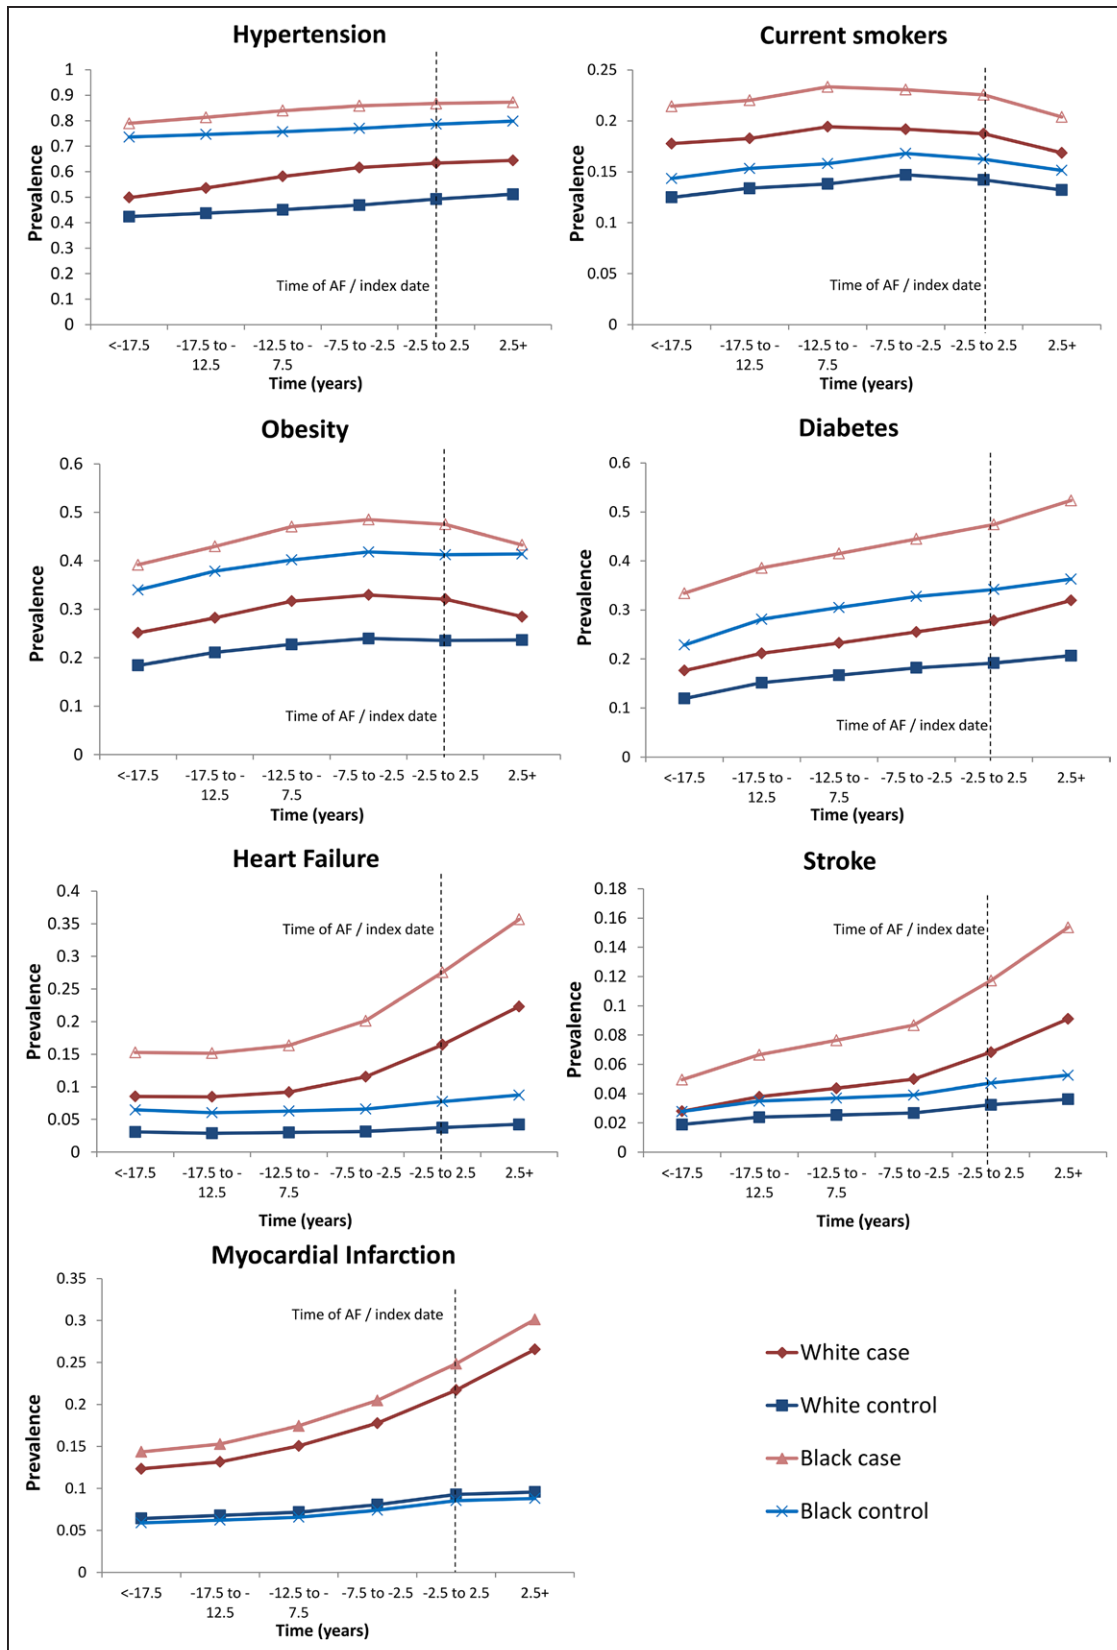 Hypertension
Prevalence
1
0.9
0.8
0.7
0.6
0.5
0.4
0.3
0.2
0.1
0
Time of AF / index date
<-17.5 -17.5 to - -12.5 to - -7.5 to -2.5 -2.5 to 2.5 2.5+
12.5 7.5
Time (years)
Current smokers
Prevalence
0.25
0.2
0.15
0.1
0.05
0
Time of AF / index date
<-17.5 -17.5 to - -12.5 to - -7.5 to -2.5 -2.5 to 2.5 2.5+
12.5 7.5
Time (years)
Obesity
Prevalence
0.6
0.5
0.4
0.3
0.2
0.1
0
Time of AF / index date
<-17.5 -17.5 to - -12.5 to - -7.5 to -2.5 -2.5 to 2.5 2.5+
12.5 7.5
Time (years)
Diabetes
Prevalence
0.6
0.5
0.4
0.3
0.2
0.1
0
Time of AF / index date
<-17.5 -17.5 to - -12.5 to - -7.5 to -2.5 -2.5 to 2.5 2.5+
12.5 7.5
Time (years)
Heart Failure
Prevalence
0.4
0.35
0.3
0.25
0.2
0.15
0.1
0.05
0
Time of AF / index date
<-17.5 -17.5 to - -12.5 to - -7.5 to -2.5 -2.5 to 2.5 2.5+
12.5 7.5
Time (years)
Stroke
Prevalence
0.18
0.16
0.14
0.12
0.1
0.08
0.06
0.04
0.02
0
Time of AF / index date
<-17.5 -17.5 to - -12.5 to - -7.5 to -2.5 -2.5 to 2.5 2.5+
12.5 7.5
Time (years)
Myocardial Infarction
Prevalence
0.35
0.3
0.25
0.2
0.15
0.1
0.05
0
Time of AF / index date
<-17.5 -17.5 to - -12.5 to - -7.5 to -2.5 -2.5 to 2.5 2.5+
12.5 7.5
Time (years)
White case
White control
Black case
Black control